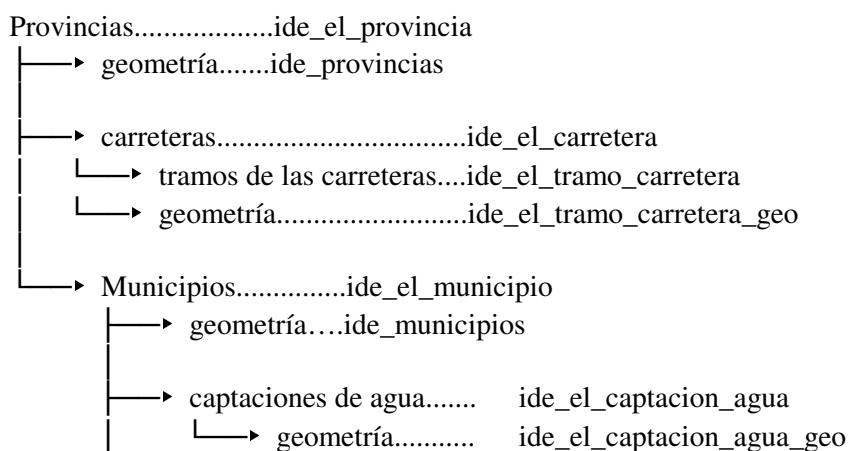 Provincias...................ide_el_provincia
geometría.......ide_provincias
carreteras..................................ide_el_carretera
tramos de las carreteras....ide_el_tramo_carretera
geometría..........................ide_el_tramo_carretera_geo
Municipios...............ide_el_municipio
geometría….ide_municipios
captaciones de agua....... ide_el_captacion_agua
geometría........... ide_el_captacion_agua_geo